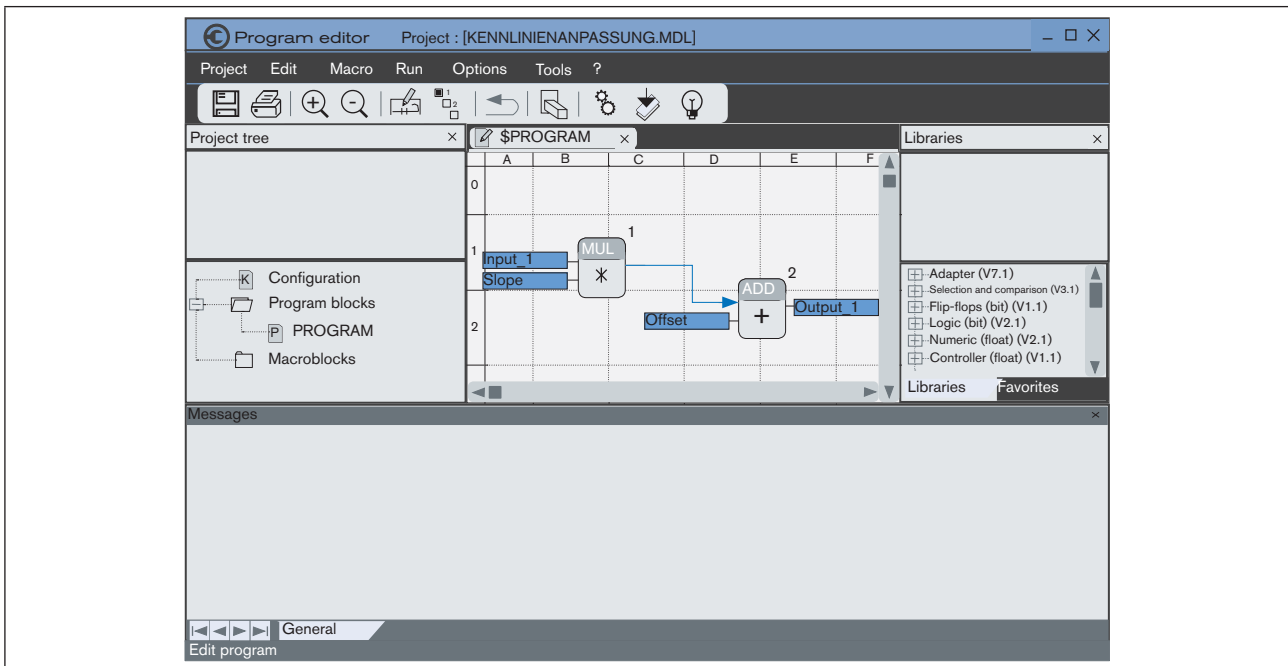 Program editor Project : [KENNLINIENANPASSUNG.MDL]
Project Edit Macro Run Options Tools ?
1
2
Project tree ×
$PROGRAM ×
Libraries ×
A B C D E F
0
1
2
1
MUL
Input_1
Slope
*
2
ADD
Output_1
Offset
+
K Configuration
Program blocks
P PROGRAM
Macroblocks
Adapter (V7.1)
Selection and comparison (V3.1)
Flip-flops (bit) (V1.1)
Logic (bit) (V2.1)
Numeric (float) (V2.1)
Controller (float) (V1.1)
Libraries Favorites
Messages ×
General
Edit program